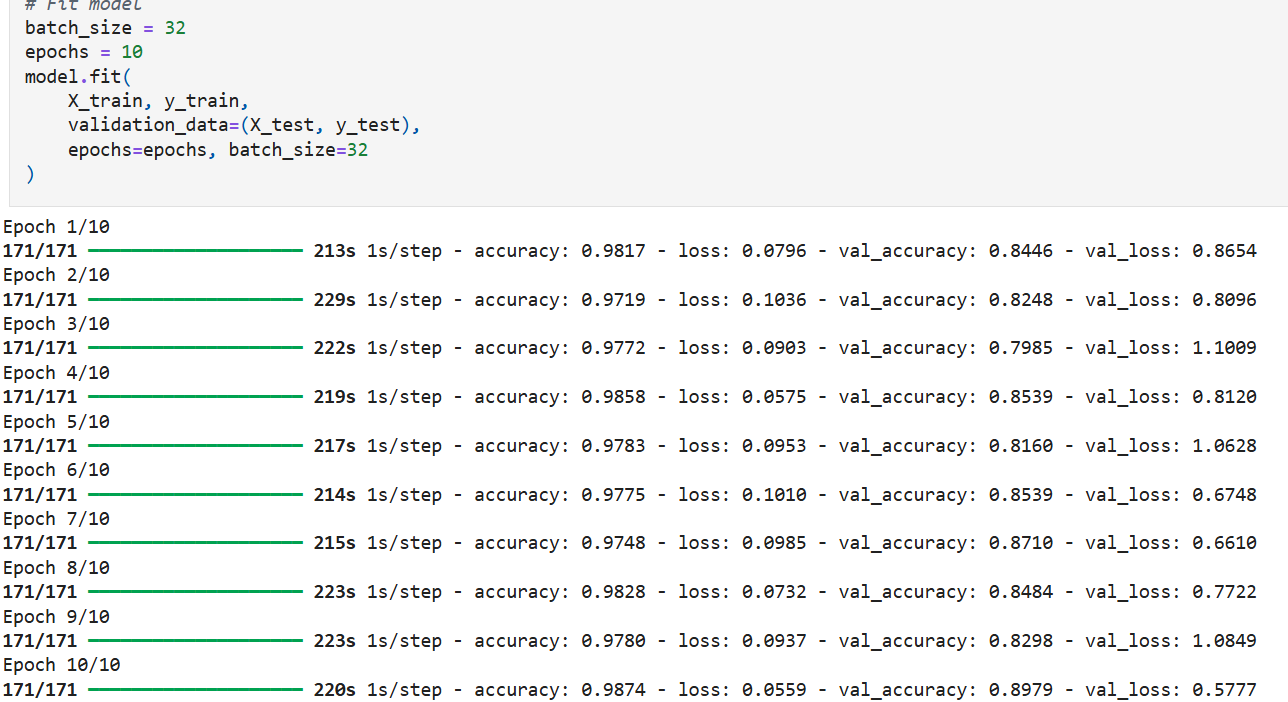 # Fit model
batch_size = 32
epochs = 10
model.fit(
    X_train, y_train,
    validation_data=(X_test, y_test),
    epochs=epochs, batch_size=32
)
Epoch 1/10
171/171 213s 1s/step - accuracy: 0.9817 - loss: 0.0796 - val_accuracy: 0.8446 - val_loss: 0.8654
Epoch 2/10
171/171 229s 1s/step - accuracy: 0.9719 - loss: 0.1036 - val_accuracy: 0.8248 - val_loss: 0.8096
Epoch 3/10
171/171 222s 1s/step - accuracy: 0.9772 - loss: 0.0903 - val_accuracy: 0.7985 - val_loss: 1.1009
Epoch 4/10
171/171 219s 1s/step - accuracy: 0.9858 - loss: 0.0575 - val_accuracy: 0.8539 - val_loss: 0.8120
Epoch 5/10
171/171 217s 1s/step - accuracy: 0.9783 - loss: 0.0953 - val_accuracy: 0.8160 - val_loss: 1.0628
Epoch 6/10
171/171 214s 1s/step - accuracy: 0.9775 - loss: 0.1010 - val_accuracy: 0.8539 - val_loss: 0.6748
Epoch 7/10
171/171 215s 1s/step - accuracy: 0.9748 - loss: 0.0985 - val_accuracy: 0.8710 - val_loss: 0.6610
Epoch 8/10
171/171 223s 1s/step - accuracy: 0.9828 - loss: 0.0732 - val_accuracy: 0.8484 - val_loss: 0.7722
Epoch 9/10
171/171 223s 1s/step - accuracy: 0.9780 - loss: 0.0937 - val_accuracy: 0.8298 - val_loss: 1.0849
Epoch 10/10
171/171 220s 1s/step - accuracy: 0.9874 - loss: 0.0559 - val_accuracy: 0.8979 - val_loss: 0.5777